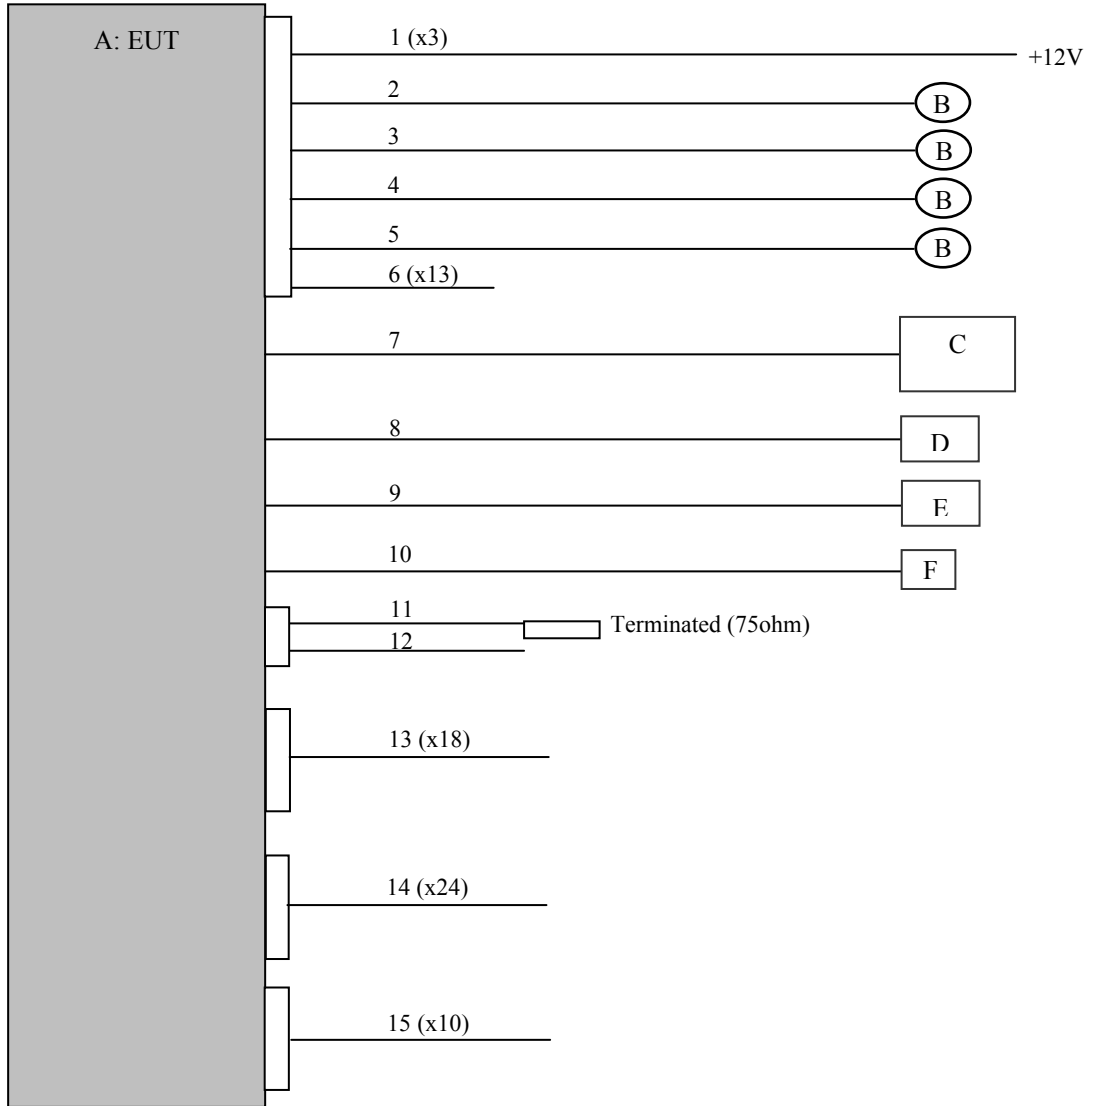 A: EUT
1 (x3)
+12V
2
B
3
B
4
B
5
B
6 (x13)
7
C
8
D
9
E
10
F
11
Terminated (75ohm)
12
13 (x18)
14 (x24)
15 (x10)